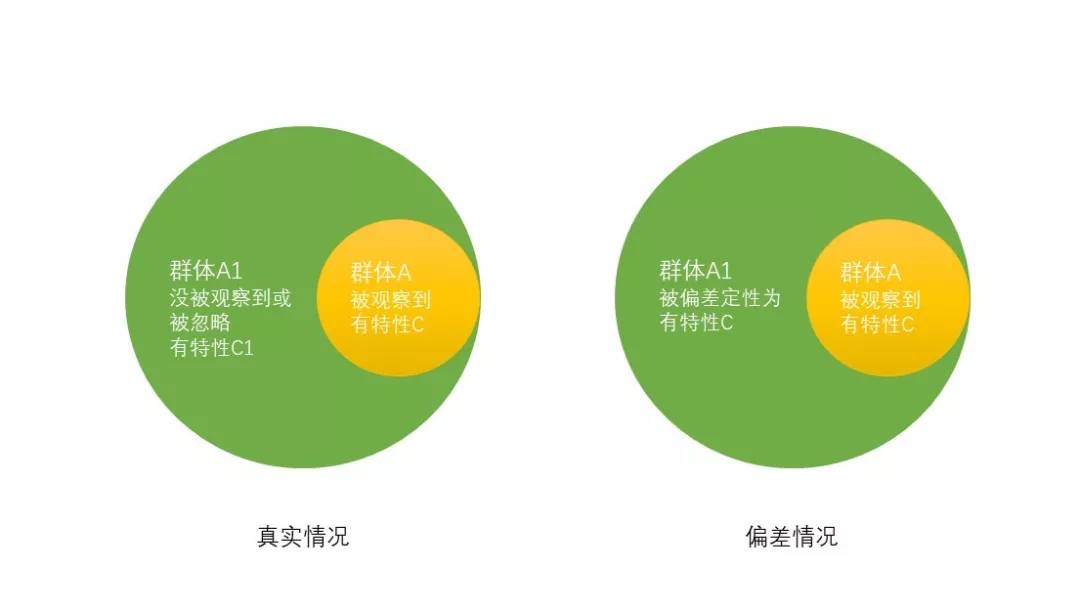 群体A1
没被观察到或
被忽略
有特性C1
群体A
被观察到
有特性C
真实情况
群体A1
被偏差定性为
有特性C
群体A
被观察到
有特性C
偏差情况